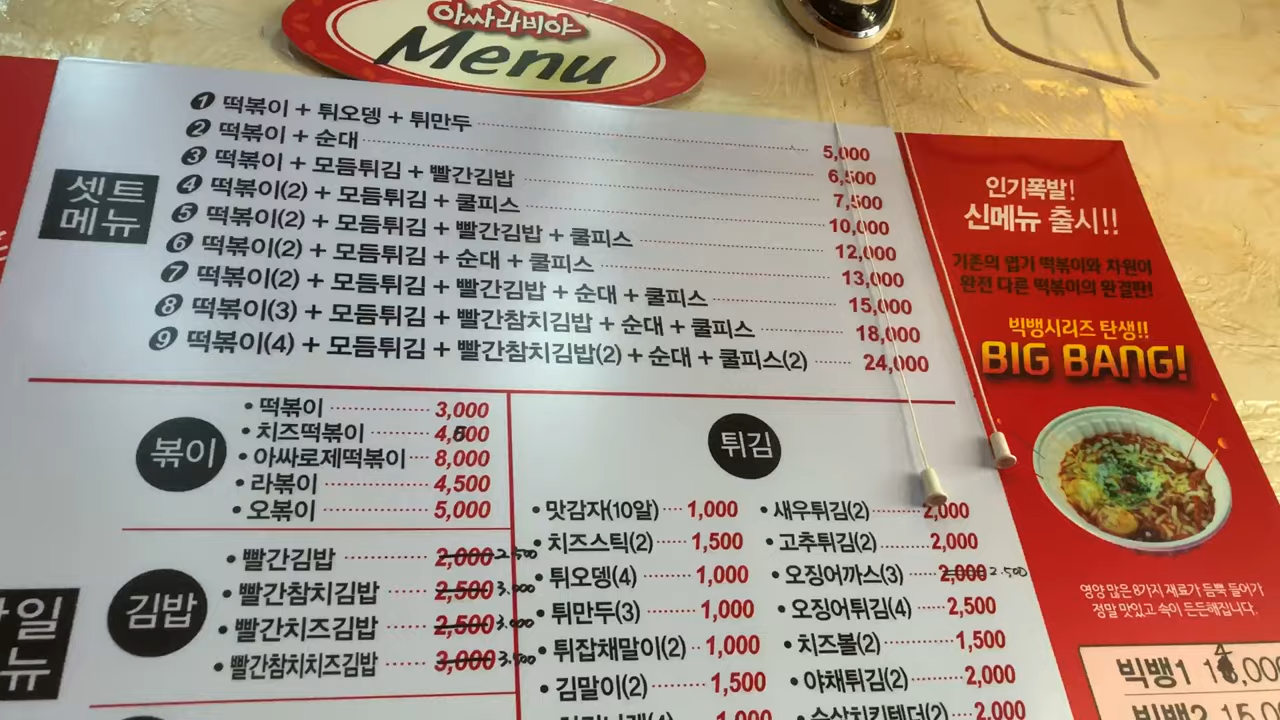 아싸라비아
Menu
셋트
메뉴
❶ 떡볶이 + 튀오뎅 + 튀만두 5,000
❷ 떡볶이 + 순대 6,500
❸ 떡볶이 + 모듬튀김 + 빨간김밥 7,500
❹ 떡볶이(2) + 모듬튀김 + 쿨피스 10,000
❺ 떡볶이(2) + 모듬튀김 + 빨간김밥 + 쿨피스 12,000
❻ 떡볶이(2) + 모듬튀김 + 순대 + 쿨피스 13,000
❼ 떡볶이(2) + 모듬튀김 + 빨간김밥 + 순대 + 쿨피스 15,000
❽ 떡볶이(3) + 모듬튀김 + 빨간참치김밥 + 순대 + 쿨피스 18,000
❾ 떡볶이(4) + 모듬튀김 + 빨간참치김밥(2) + 순대 + 쿨피스(2) 24,000
볶이
• 떡볶이 3,000
• 치즈떡볶이 4,500
• 아싸로제떡볶이 8,000
• 라볶이 4,500
• 오볶이 5,000
김밥
• 빨간김밥 2,000 2.500
• 빨간참치김밥 2,500 3.000
• 빨간치즈김밥 2,500 3.000
• 빨간참치치즈김밥 3,000 3.500
튀김
• 맛감자(10알) 1,000
• 치즈스틱(2) 1,500
• 튀오뎅(4) 1,000
• 튀만두(3) 1,000
• 튀잡채말이(2) 1,000
• 김말이(2) 1,500
1,000
• 새우튀김(2) 2,000
• 고추튀김(2) 2,000
• 오징어까스(3) 2,000 2.500
• 오징어튀김(4) 2,500
• 치즈볼(2) 1,500
• 야채튀김(2) 2,000
• 순살치킨텐더(2) 2,000
인기폭발!
신메뉴 출시!!
기존의 엽기 떡볶이와 차원이
완전 다른 떡볶이의 완결판!
빅뱅시리즈 탄생!!
BIG BANG!
영양 많은 8가지 재료가 듬뿍 들어가
정말 맛있고 속이 든든해집니다.
빅뱅1 14,00
빅뱅2 15,0